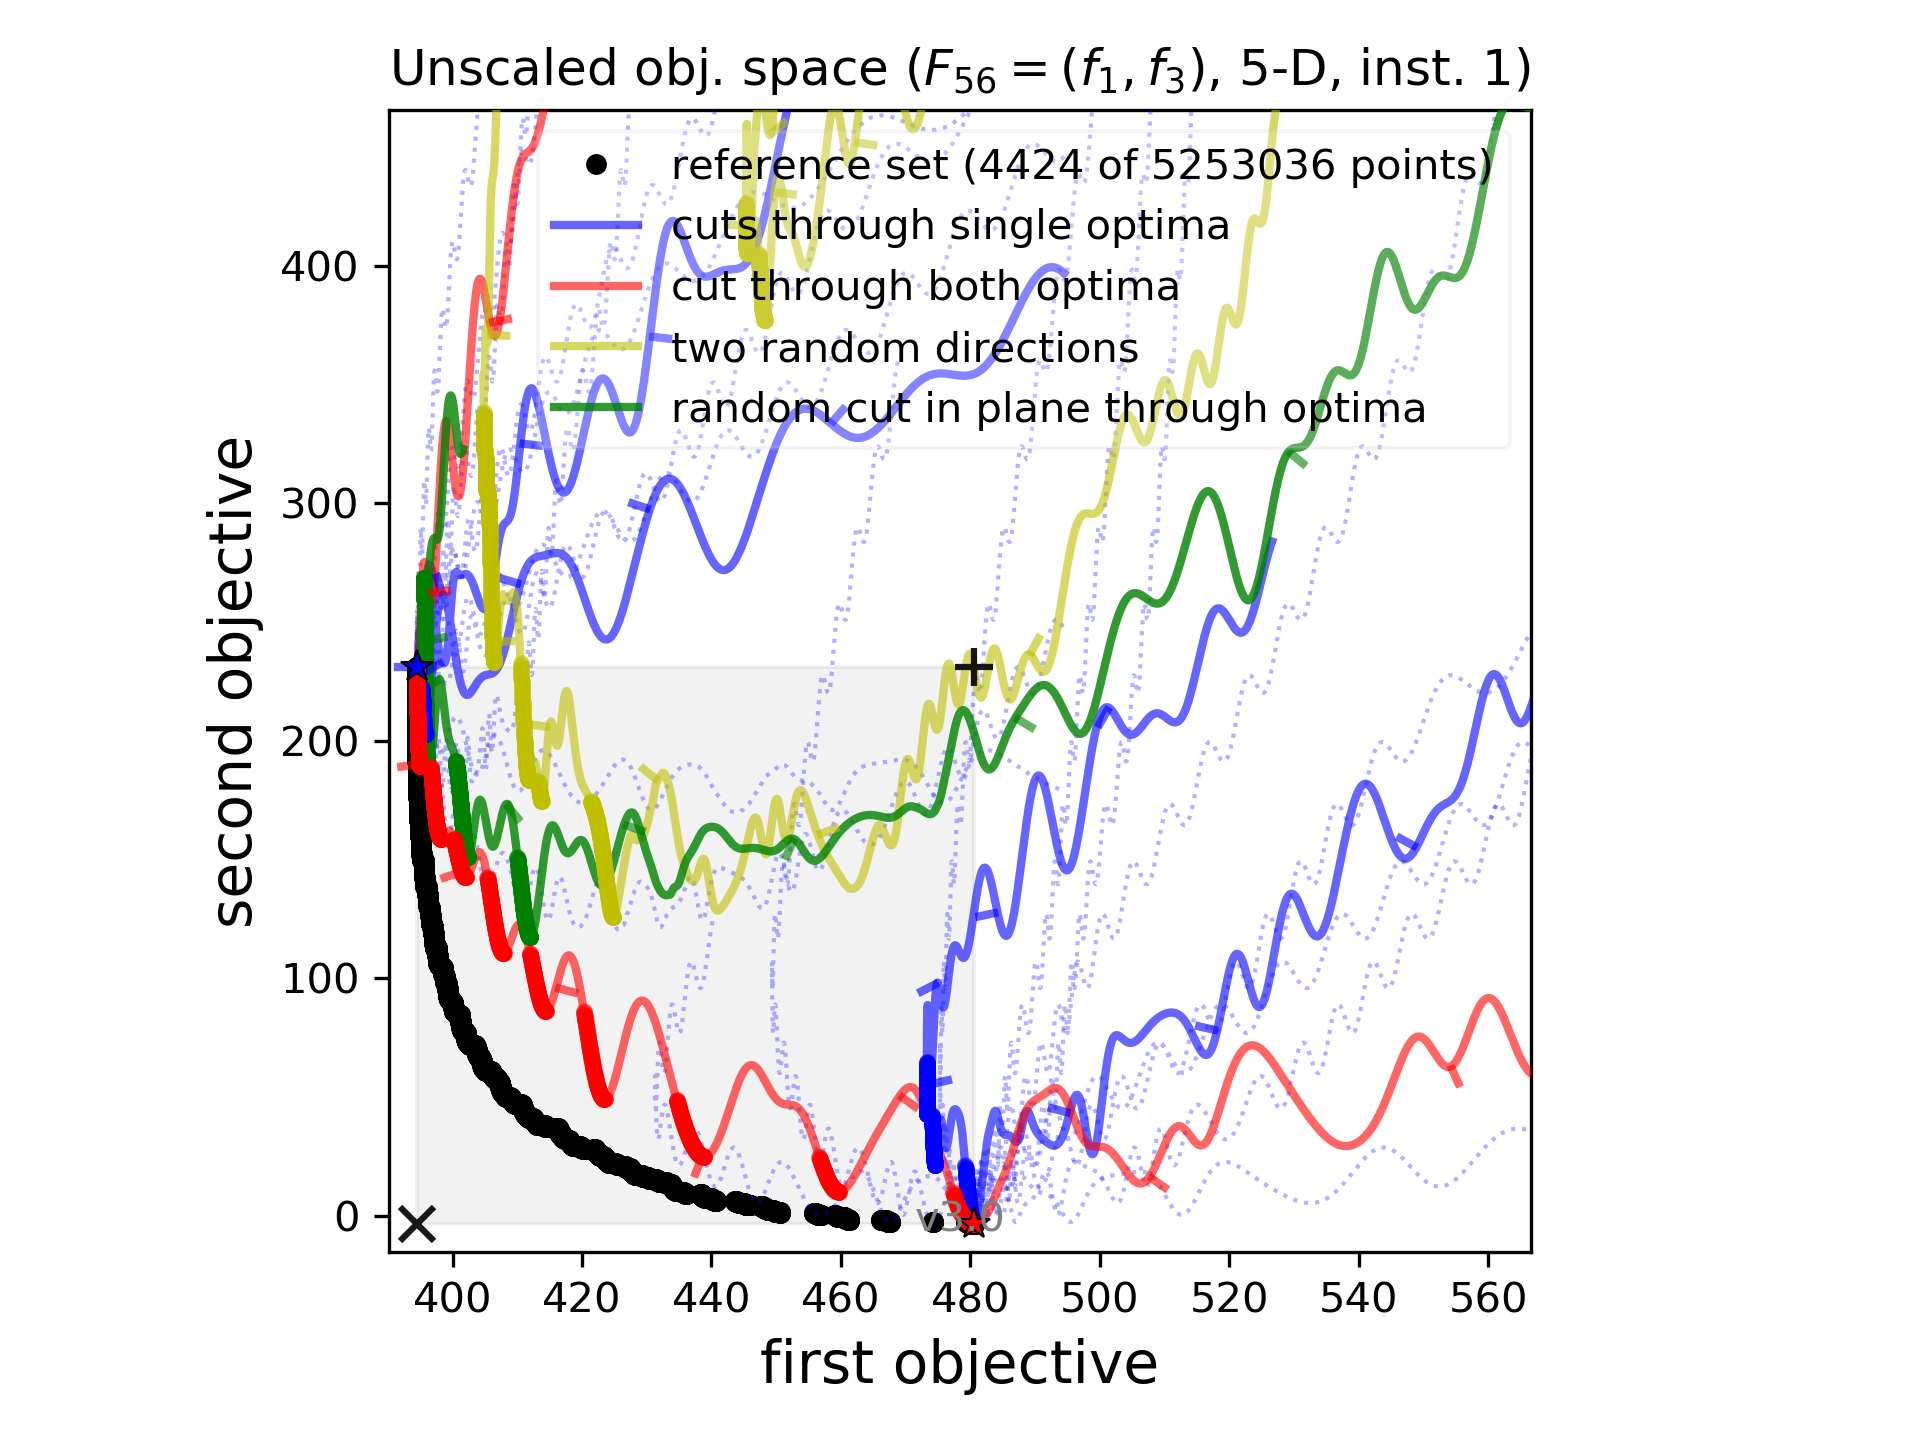 Unscaled obj. space (F₅₆ = (f₁, f₃), 5-D, inst. 1)
reference set (4424 of 5253036 points)
cuts through single optima
cut through both optima
two random directions
random cut in plane through optima
second objective
400
300
200
100
0
v3.0
400 420 440 460 480 500 520 540 560
first objective